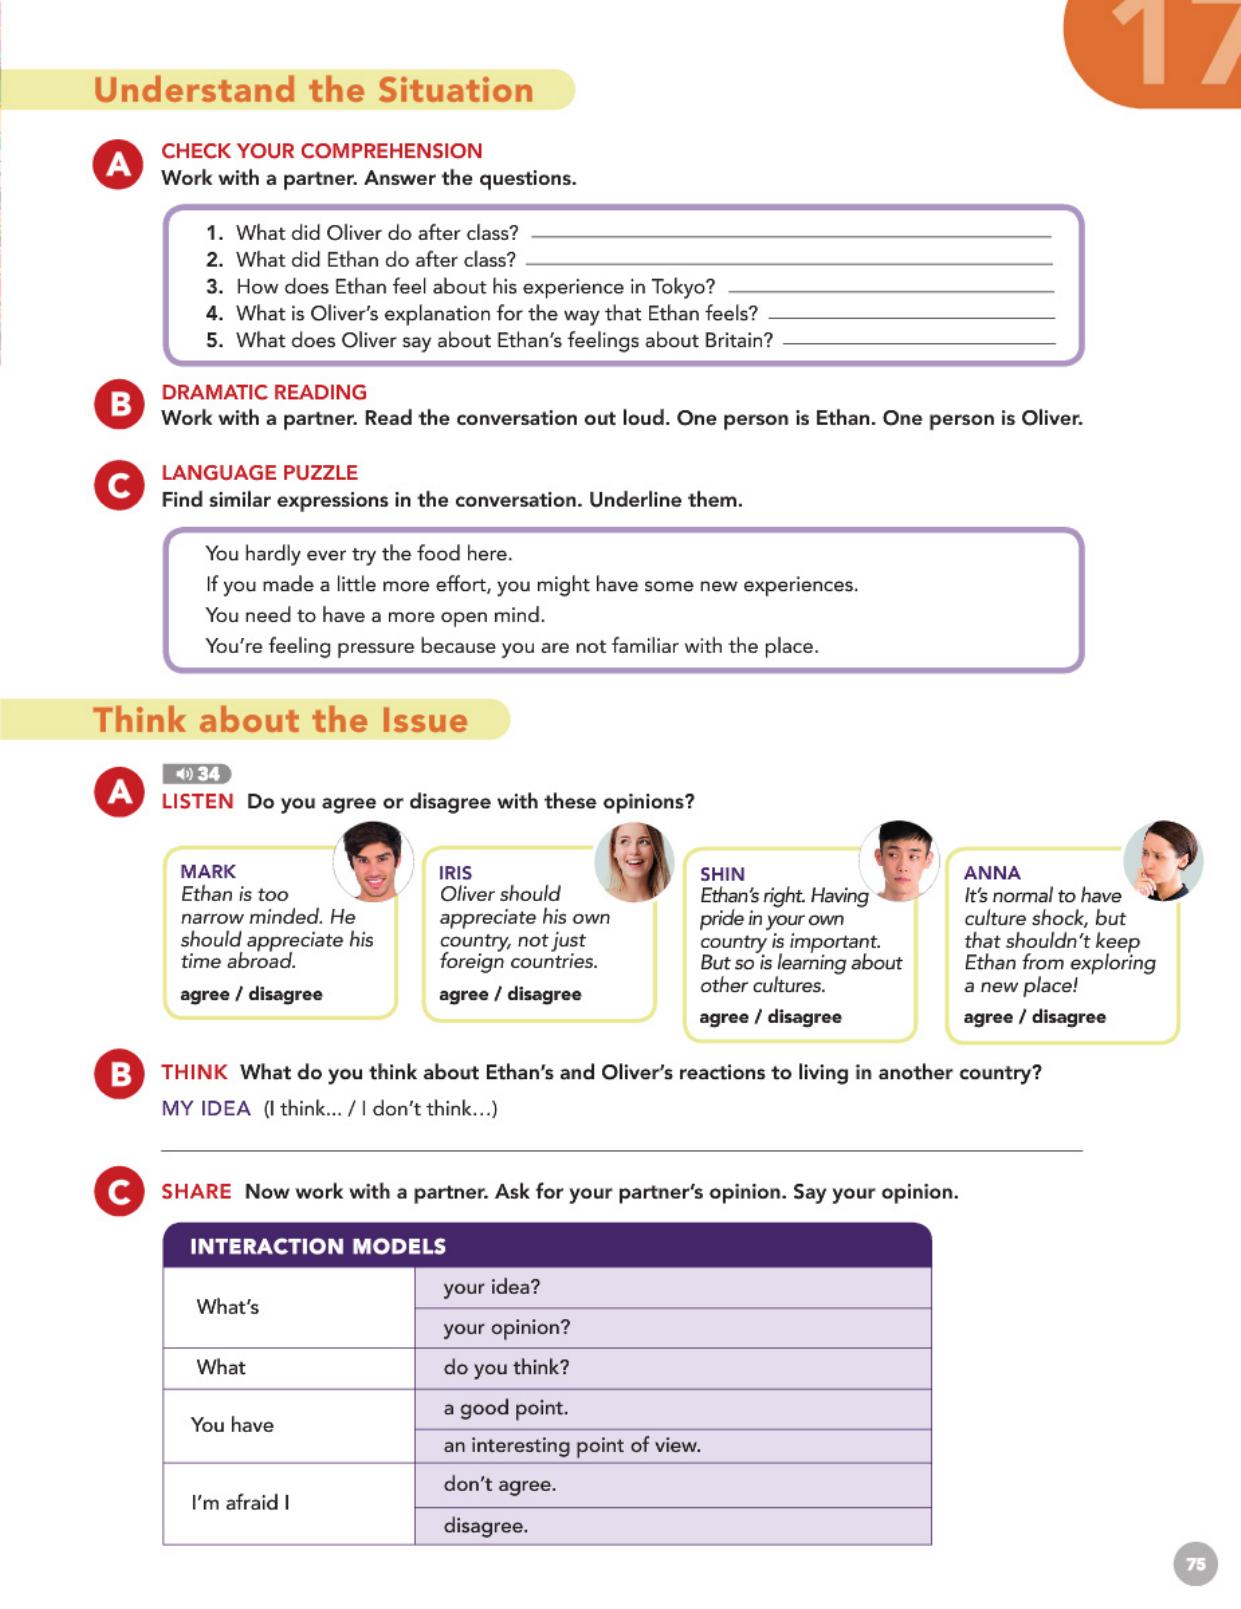 17
Understand the Situation
A
CHECK YOUR COMPREHENSION
Work with a partner. Answer the questions.
1. What did Oliver do after class?
2. What did Ethan do after class?
3. How does Ethan feel about his experience in Tokyo?
4. What is Oliver's explanation for the way that Ethan feels?
5. What does Oliver say about Ethan's feelings about Britain?
B
DRAMATIC READING
Work with a partner. Read the conversation out loud. One person is Ethan. One person is Oliver.
C
LANGUAGE PUZZLE
Find similar expressions in the conversation. Underline them.
You hardly ever try the food here.
If you made a little more effort, you might have some new experiences.
You need to have a more open mind.
You're feeling pressure because you are not familiar with the place.
Think about the Issue
34
A
LISTEN Do you agree or disagree with these opinions?
MARK
Ethan is too
narrow minded. He
should appreciate his
time abroad.
agree / disagree
IRIS
Oliver should
appreciate his own
country, not just
foreign countries.
agree / disagree
SHIN
Ethan's right. Having
pride in your own
country is important.
But so is learning about
other cultures.
agree / disagree
ANNA
It's normal to have
culture shock, but
that shouldn't keep
Ethan from exploring
a new place!
agree / disagree
B
THINK What do you think about Ethan's and Oliver's reactions to living in another country?
MY IDEA (I think... / I don't think...)
C
SHARE Now work with a partner. Ask for your partner's opinion. Say your opinion.
INTERACTION MODELS
What's
your idea?
your opinion?
What
do you think?
You have
a good point.
an interesting point of view.
I'm afraid I
don't agree.
disagree.
75